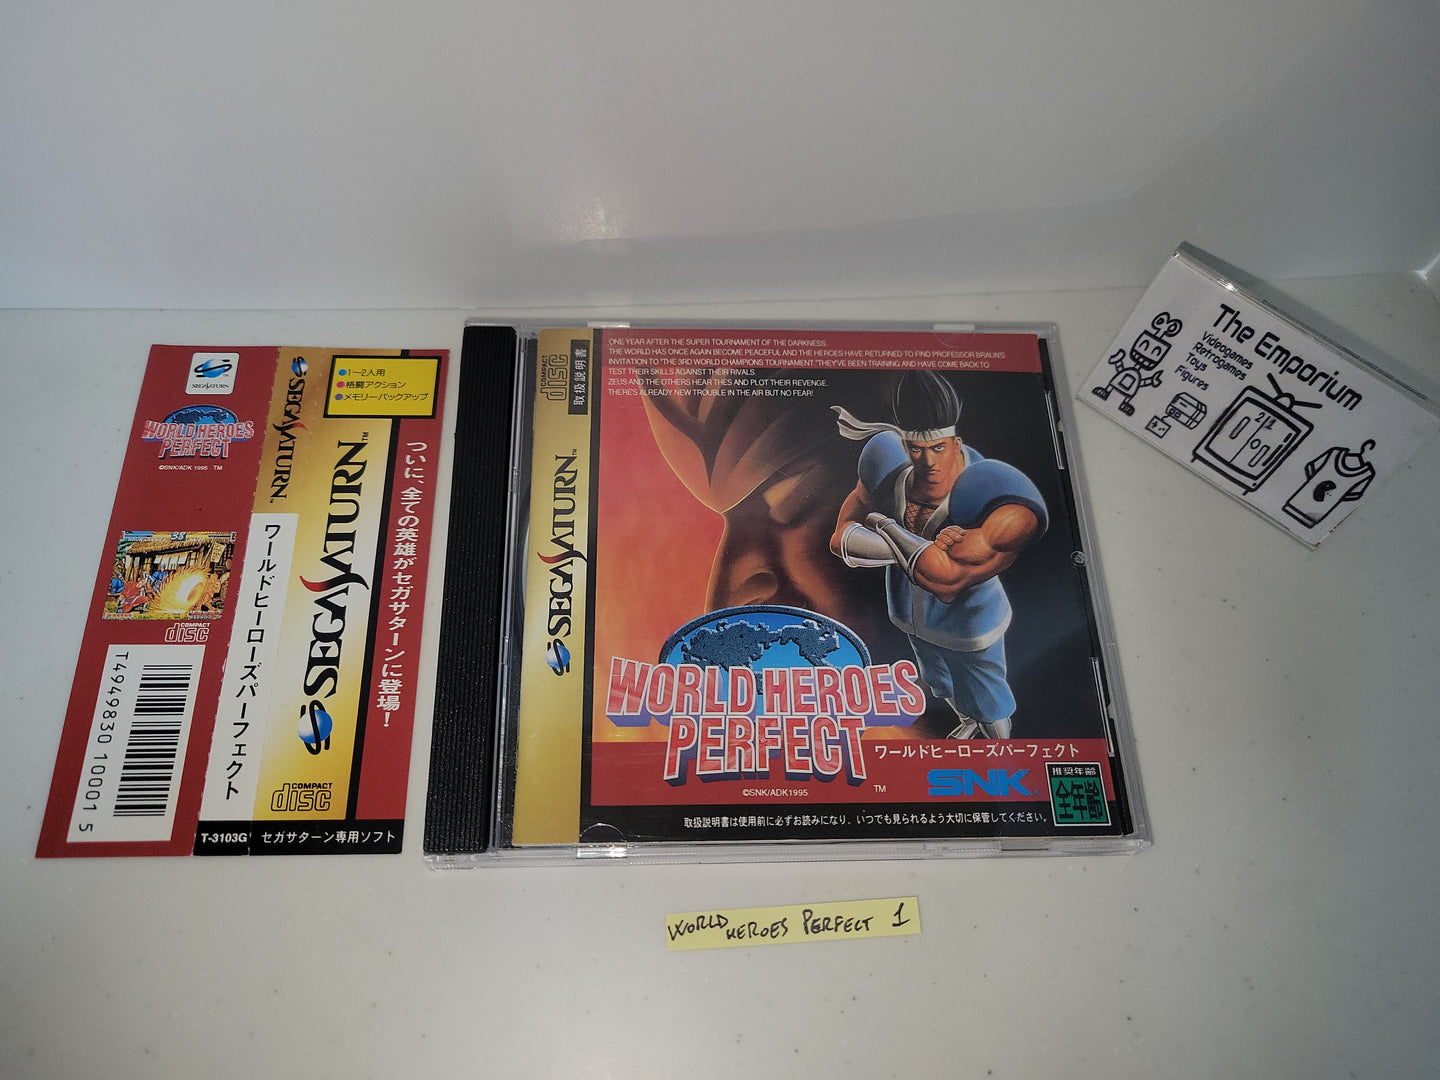 SEGA SATURN™
WORLD HEROES
PERFECT
©SNK/ADK 1995 ™
38
COMPACT
disc
T4949830 10001 5
SEGA SATURN™
ワールドヒーローズパーフェクト
T-3103G
●1〜2人用
●格闘アクション
●メモリーバックアップ
SEGA SATURN™
COMPACT
disc
セガサターン専用ソフト
ついに、全ての英雄がセガサターンに登場!
COMPACT
disc
取扱説明書
SEGA SATURN™
ONE YEAR AFTER THE SUPER TOURNAMENT OF THE DARKNESS.
THE WORLD HAS ONCE AGAIN BECOME PEACEFUL AND THE HEROES HAVE RETURNED TO FIND PROFESSOR BRAUN'S
INVITATION TO "THE 3RD WORLD CHAMPIONS TOURNAMENT "THEY'VE BEEN TRAINING AND HAVE COME BACK TO
TEST THEIR SKILLS AGAINST THEIR RIVALS.
ZEUS AND THE OTHERS HEAR THIS AND PLOT THEIR REVENGE.
THERE'S ALREADY NEW TROUBLE IN THE AIR BUT NO FEAR!
WORLD HEROES
PERFECT
™
ワールドヒーローズパーフェクト
©SNK/ADK1995
SNK
推奨年齢
全年齢
取扱説明書は使用前に必ずお読みになり、いつでも見られるよう大切に保管してください。
The Emporium
Videogames
Retrogames
Toys
Figures
21
WORLD HEROES PERFECT 1